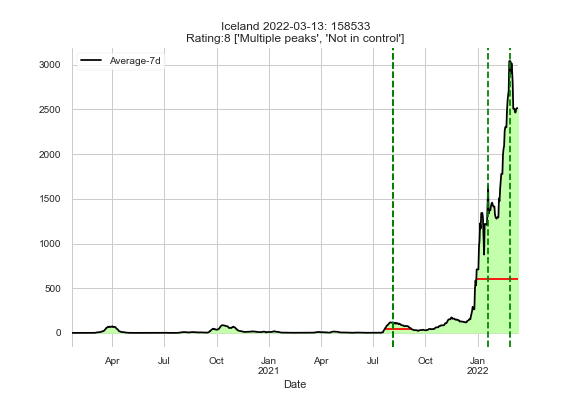 Iceland 2022-03-13: 158533
Rating:8 ['Multiple peaks', 'Not in control']
Average-7d
3000
2500
2000
1500
1000
500
0
Apr
Jul
Oct
Jan
2021
Apr
Jul
Oct
Jan
2022
Date